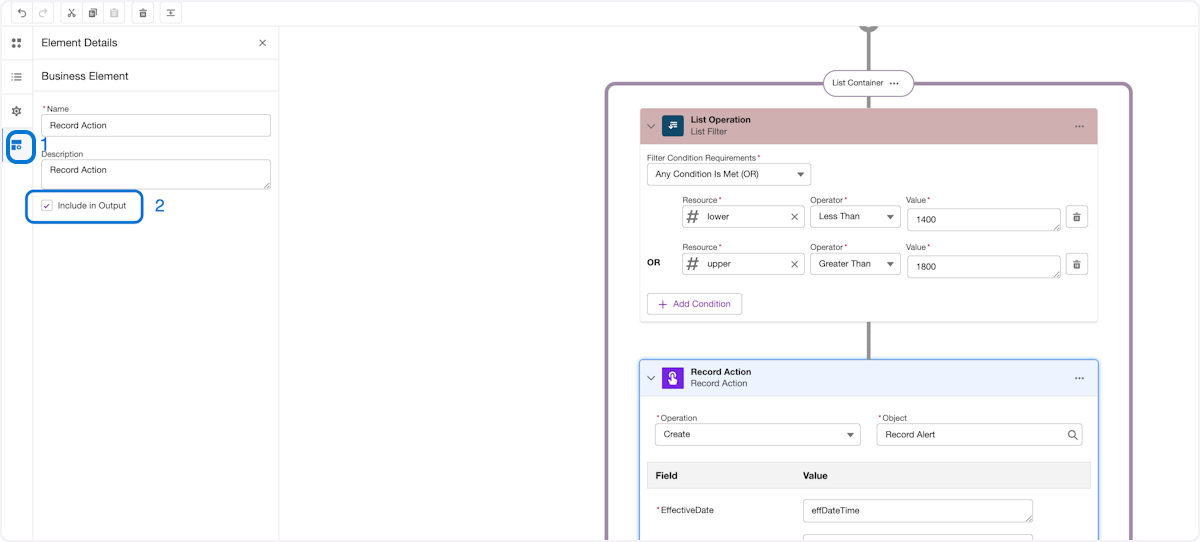 Element Details
Business Element
*Name
Record Action
1
Description
Record Action
Include in Output
2
List Container
List Operation
List Filter
Filter Condition Requirements*
Any Condition Is Met (OR)
Resource* Operator* Value*
lower Less Than 1400
Resource* Operator* Value*
OR upper Greater Than 1800
Add Condition
Record Action
Record Action
*Operation *Object
Create Record Alert
Field Value
*EffectiveDate effDateTime